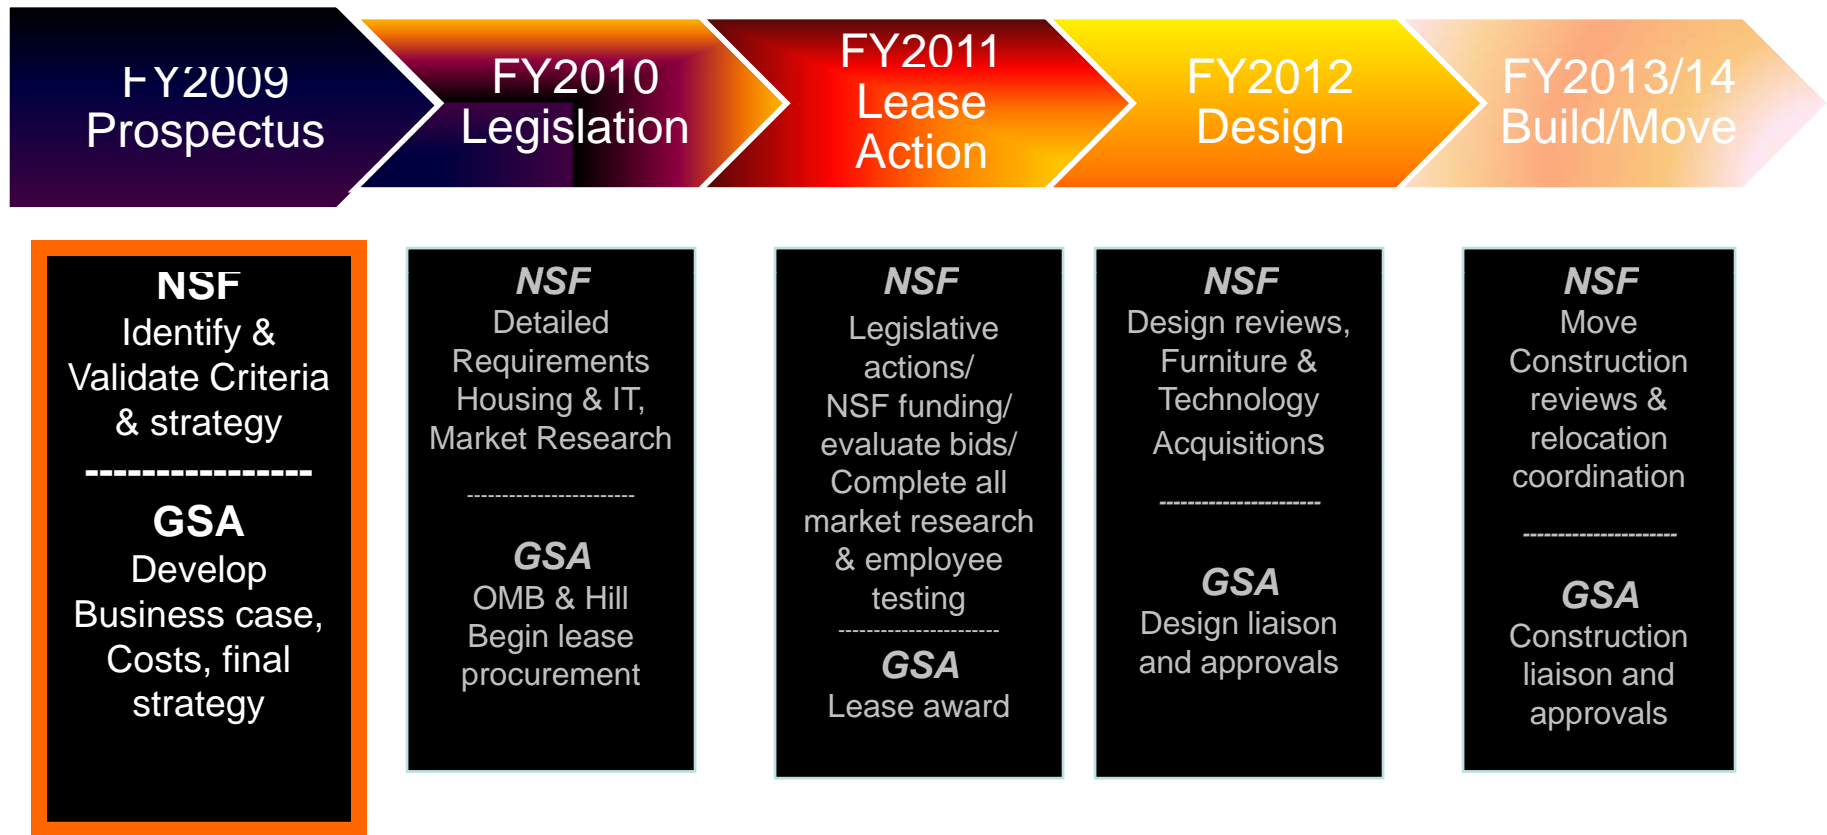 FY2009
Prospectus
FY2010
Legislation
FY2011
Lease
Action
FY2012
Design
FY2013/14
Build/Move
NSF
Identify &
Validate Criteria
& strategy
----------------
GSA
Develop
Business case,
Costs, final
strategy
NSF
Detailed
Requirements
Housing & IT,
Market Research
------------------------
GSA
OMB & Hill
Begin lease
procurement
NSF
Legislative
actions/
NSF funding/
evaluate bids/
Complete all
market research
& employee
testing
-----------------------
GSA
Lease award
NSF
Design reviews,
Furniture &
Technology
Acquisitions
-----------------------
GSA
Design liaison
and approvals
NSF
Move
Construction
reviews &
relocation
coordination
----------------------
GSA
Construction
liaison and
approvals